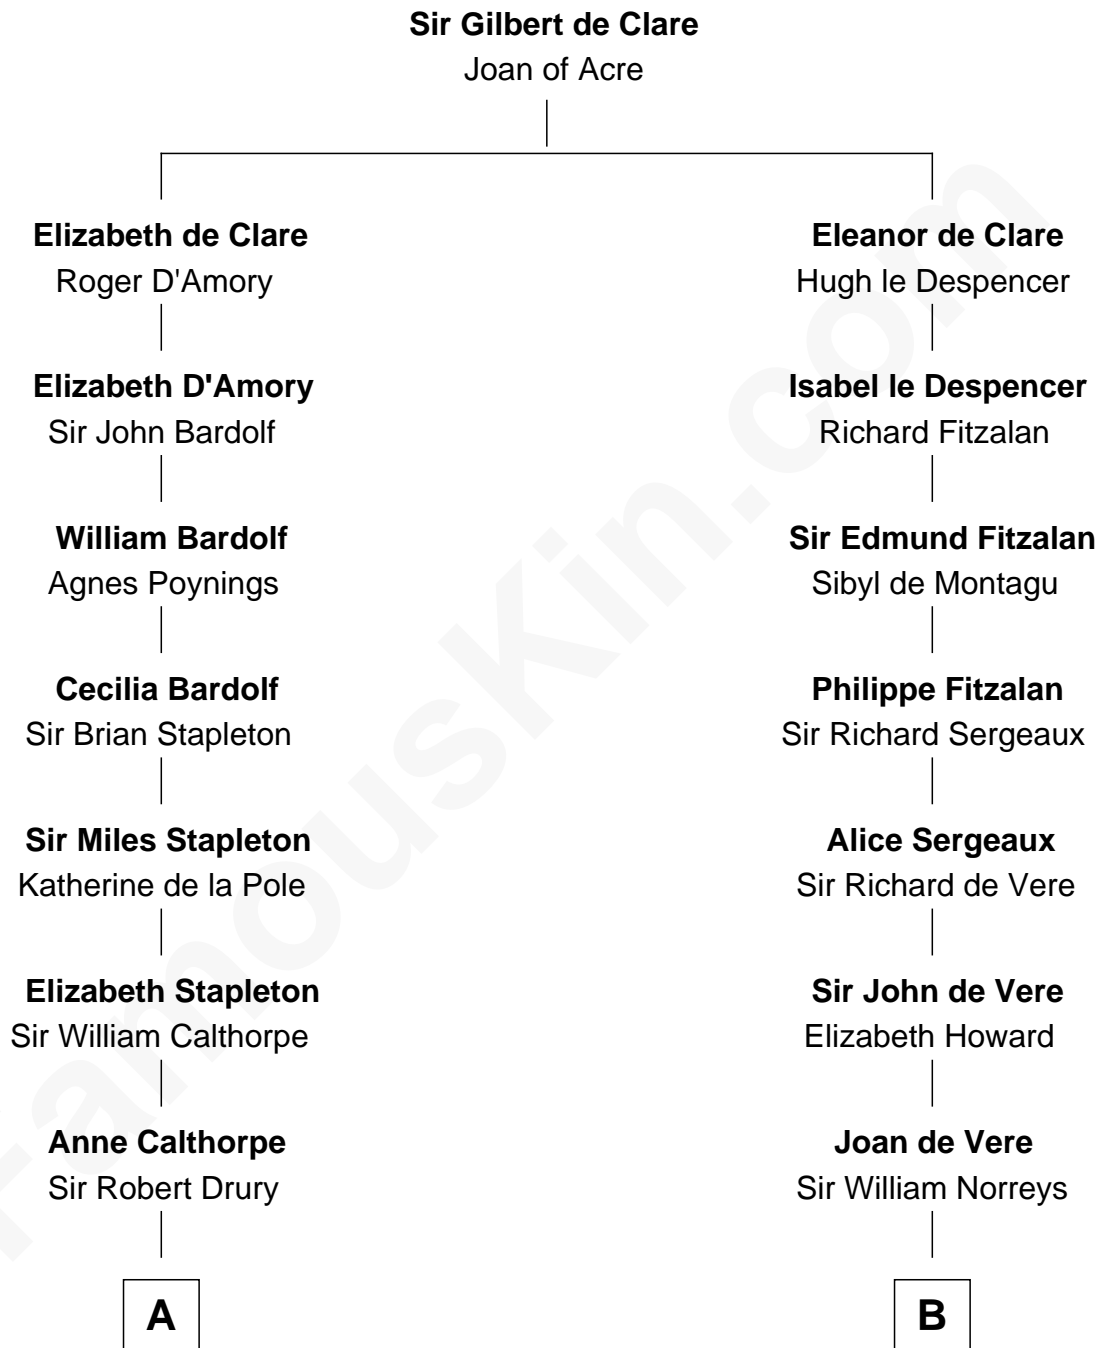 Sir Gilbert de Clare
Joan of Acre
Elizabeth de Clare
Roger D'Amory
Eleanor de Clare
Hugh le Despencer
Elizabeth D'Amory
Sir John Bardolf
Isabel le Despencer
Richard Fitzalan
William Bardolf
Agnes Poynings
Sir Edmund Fitzalan
Sibyl de Montagu
Cecilia Bardolf
Sir Brian Stapleton
Philippe Fitzalan
Sir Richard Sergeaux
Sir Miles Stapleton
Katherine de la Pole
Alice Sergeaux
Sir Richard de Vere
Elizabeth Stapleton
Sir William Calthorpe
Sir John de Vere
Elizabeth Howard
Anne Calthorpe
Sir Robert Drury
Joan de Vere
Sir William Norreys
A
B
FamousKin.com